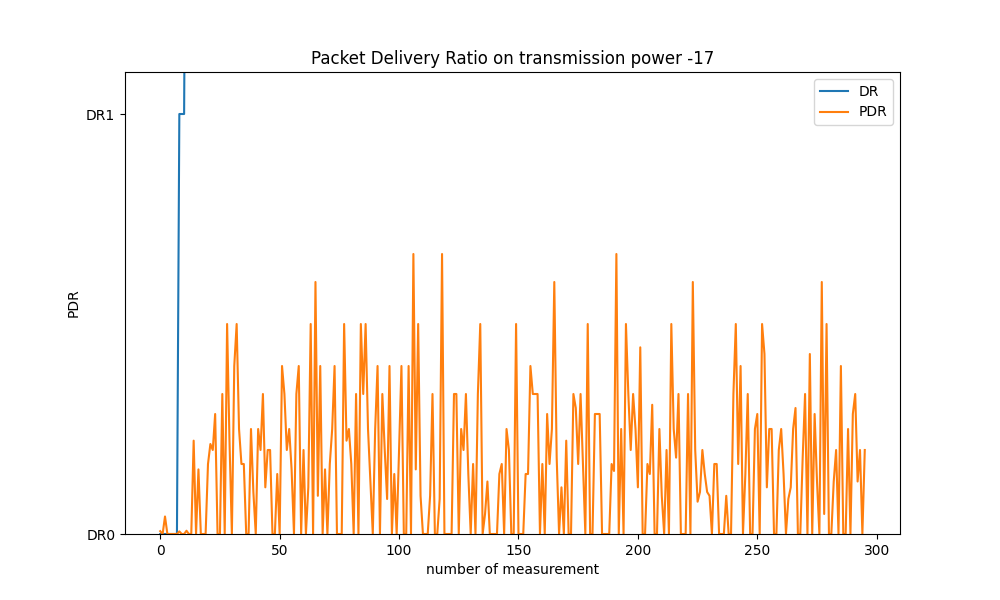 Packet Delivery Ratio on transmission power -17
DR
PDR
DR1
PDR
DR0
0 50 100 150 200 250 300
number of measurement